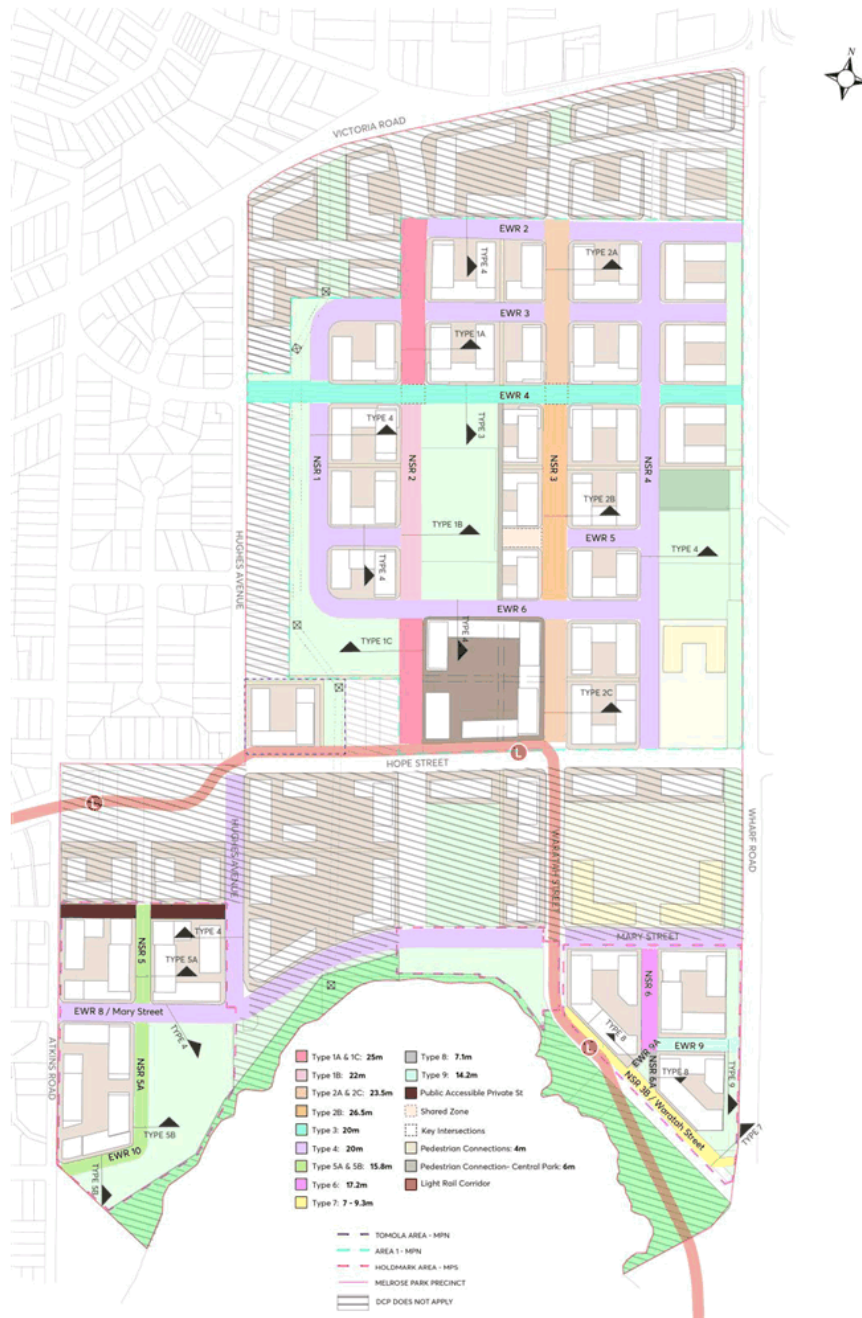 N
VICTORIA ROAD
EWR 2
TYPE 4
TYPE 2A
EWR 3
TYPE 1A
EWR 4
TYPE 4
TYPE 3
NSR 1
NSR 2
NSR 3
NSR 4
TYPE 2B
TYPE 1B
EWR 5
TYPE 4
TYPE 4
HUGHES AVENUE
EWR 6
TYPE 1C
TYPE 4
TYPE 2C
L
HOPE STREET
L
HUGHES AVENUE
WARATAH STREET
WHARF ROAD
TYPE 4
NSR 5
TYPE 5A
MARY STREET
NSR 6
EWR 8 / Mary Street
TYPE 4
TYPE 8
EWR 9
L
EWR 9A
ATKINS ROAD
NSR 5A
NSR 6A
TYPE 8
TYPE 9
NSR 3B / Waratah Street
TYPE 5B
TYPE 7
EWR 10
TYPE 5B
Type 1A & 1C: 25m
Type 1B: 22m
Type 2A & 2C: 23.5m
Type 2B: 26.5m
Type 3: 20m
Type 4: 20m
Type 5A & 5B: 15.8m
Type 6: 17.2m
Type 7: 7 - 9.3m
Type 8: 7.1m
Type 9: 14.2m
Public Accessible Private St
Shared Zone
Key Intersections
Pedestrian Connections: 4m
Pedestrian Connection- Central Park: 6m
Light Rail Corridor
TOMOLA AREA - MPN
AREA 1 - MPN
HOLDMARK AREA - MPS
MELROSE PARK PRECINCT
DCP DOES NOT APPLY